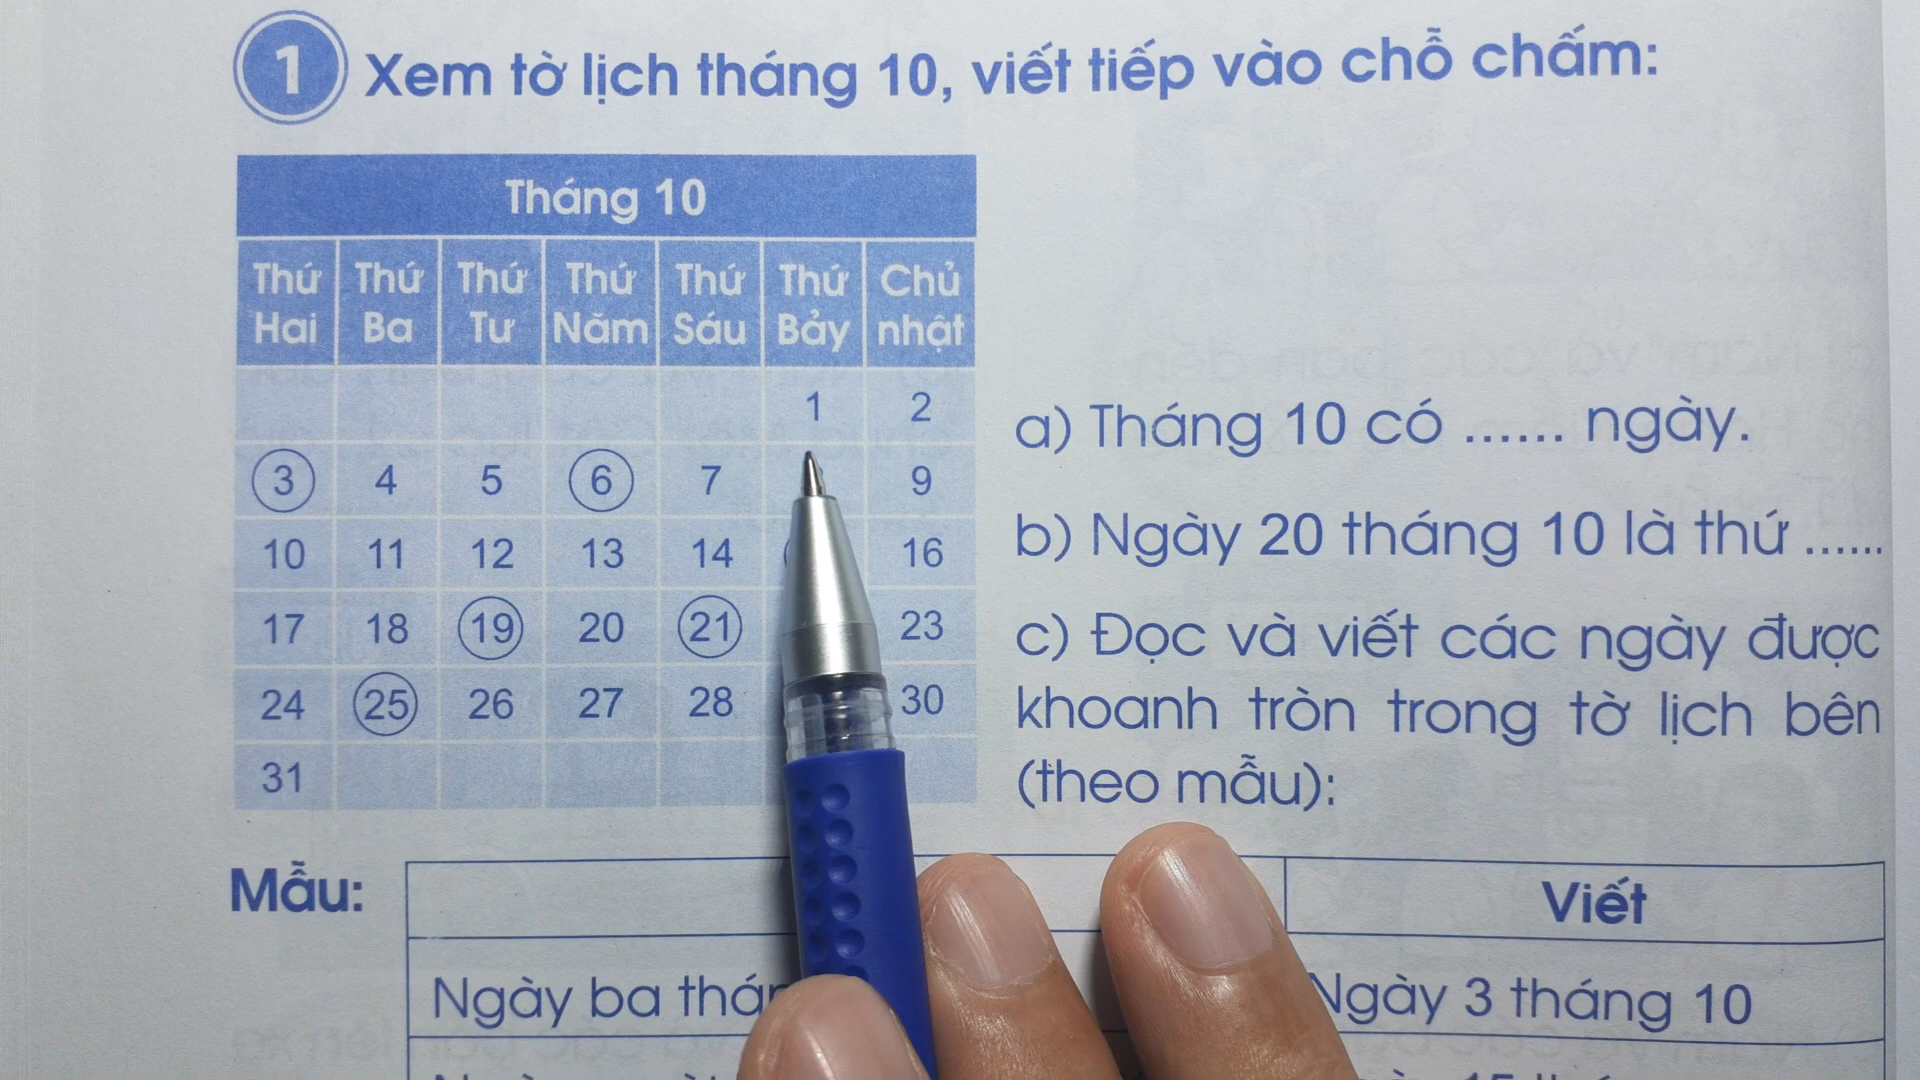 1 Xem tờ lịch tháng 10, viết tiếp vào chỗ chấm:
Tháng 10
Thứ Hai Thứ Ba Thứ Tư Thứ Năm Thứ Sáu Thứ Bảy Chủ nhật
1 2
3 4 5 6 7 9
10 11 12 13 14 16
17 18 19 20 21 23
24 25 26 27 28 30
31
a) Tháng 10 có ...... ngày.
b) Ngày 20 tháng 10 là thứ ......
c) Đọc và viết các ngày được
khoanh tròn trong tờ lịch bên
(theo mẫu):
Mẫu:
Viết
Ngày ba Ngày 3 tháng 10